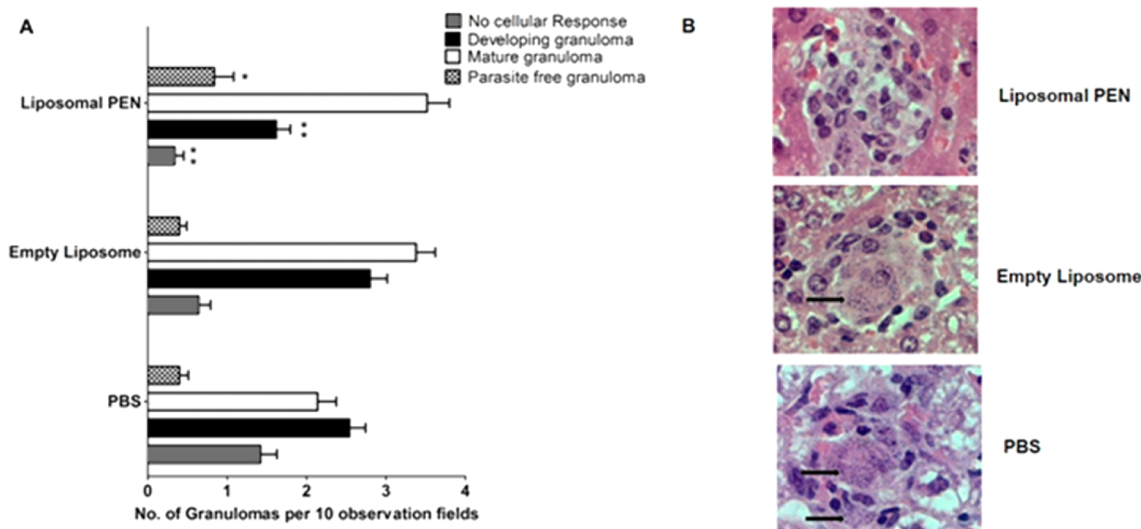 A
No cellular Response
Developing granuloma
Mature granuloma
Parasite free granuloma
Liposomal PEN
*
**
**
Empty Liposome
PBS
0 1 2 3 4
No. of Granulomas per 10 observation fields
B
Liposomal PEN
Empty Liposome
PBS